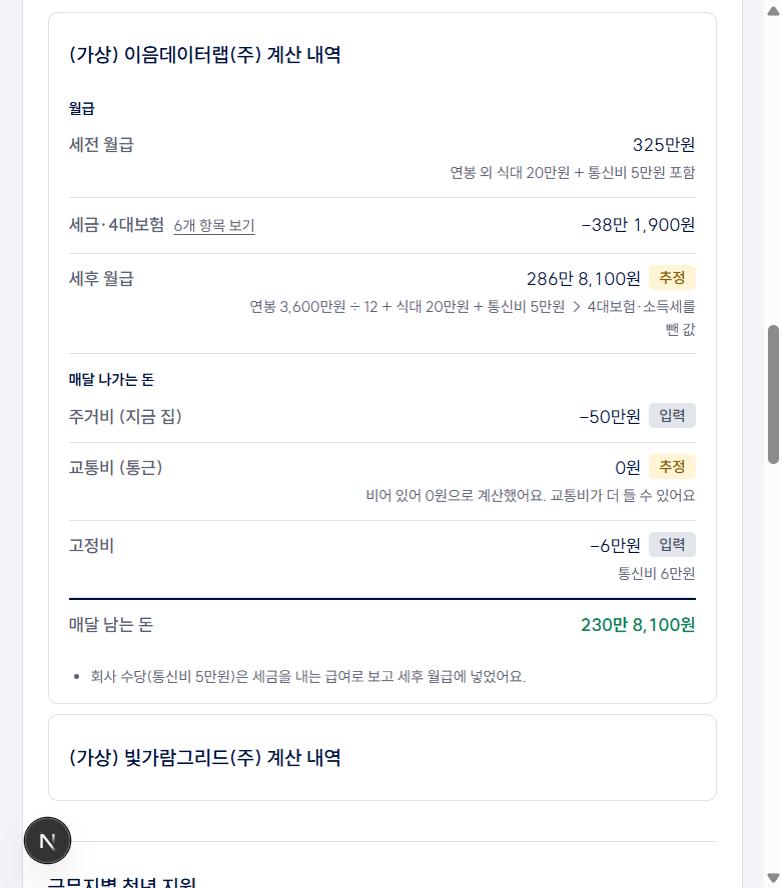 (가상) 이음데이터랩(주) 계산 내역
월급
세전 월급 325만원
연봉 외 식대 20만원 + 통신비 5만원 포함
세금·4대보험 6개 항목 보기 −38만 1,900원
세후 월급 286만 8,100원 추정
연봉 3,600만원 ÷ 12 + 식대 20만원 + 통신비 5만원 > 4대보험·소득세를
뺀 값
매달 나가는 돈
주거비 (지금 집) −50만원 입력
교통비 (통근) 0원 추정
비어 있어 0원으로 계산했어요. 교통비가 더 들 수 있어요
고정비 −6만원 입력
통신비 6만원
매달 남는 돈 230만 8,100원
• 회사 수당(통신비 5만원)은 세금을 내는 급여로 보고 세후 월급에 넣었어요.
(가상) 빛가람그리드(주) 계산 내역
N
근무지별 청년 지원